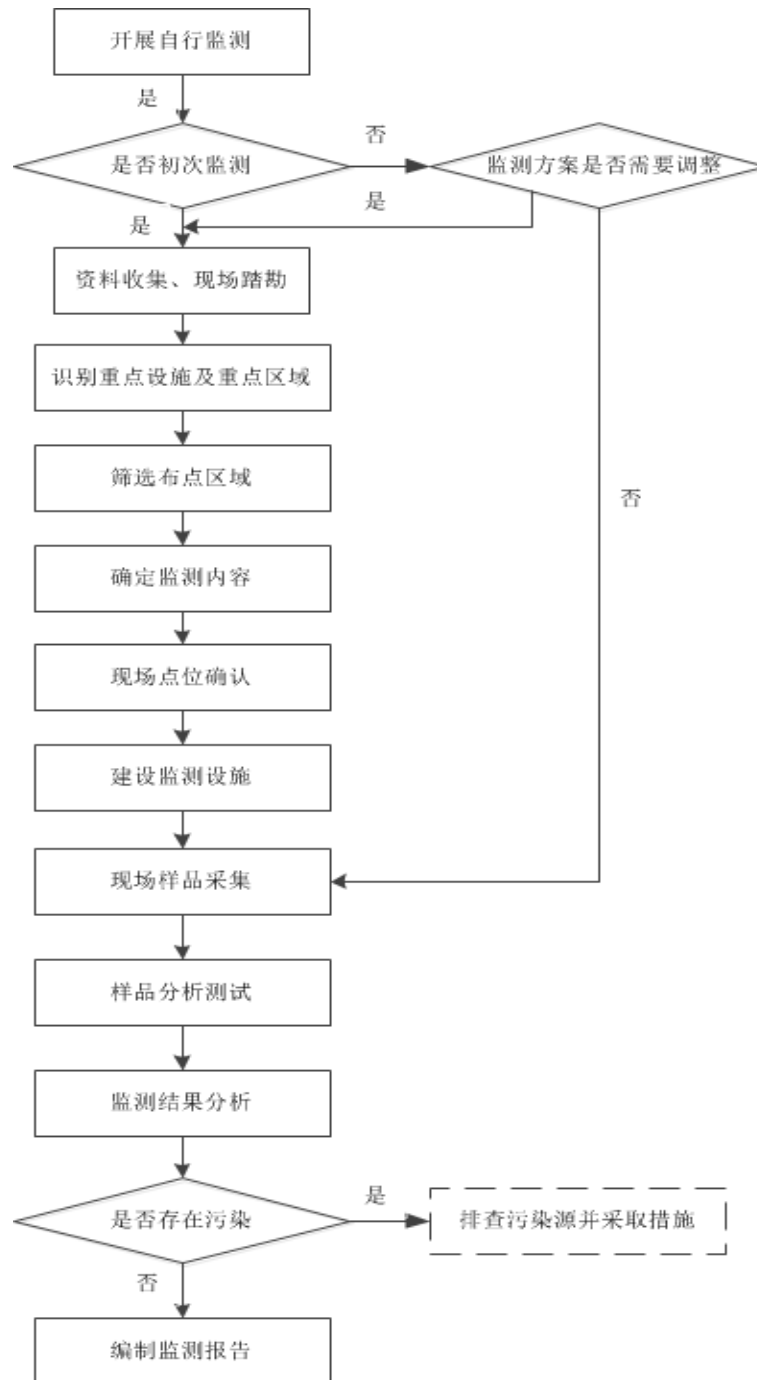 开展自行监测
是
是否初次监测
否
监测方案是否需要调整
是
是
资料收集、现场踏勘
识别重点设施及重点区域
筛选布点区域
否
确定监测内容
现场点位确认
建设监测设施
现场样品采集
样品分析测试
监测结果分析
是否存在污染
是
排查污染源并采取措施
否
编制监测报告